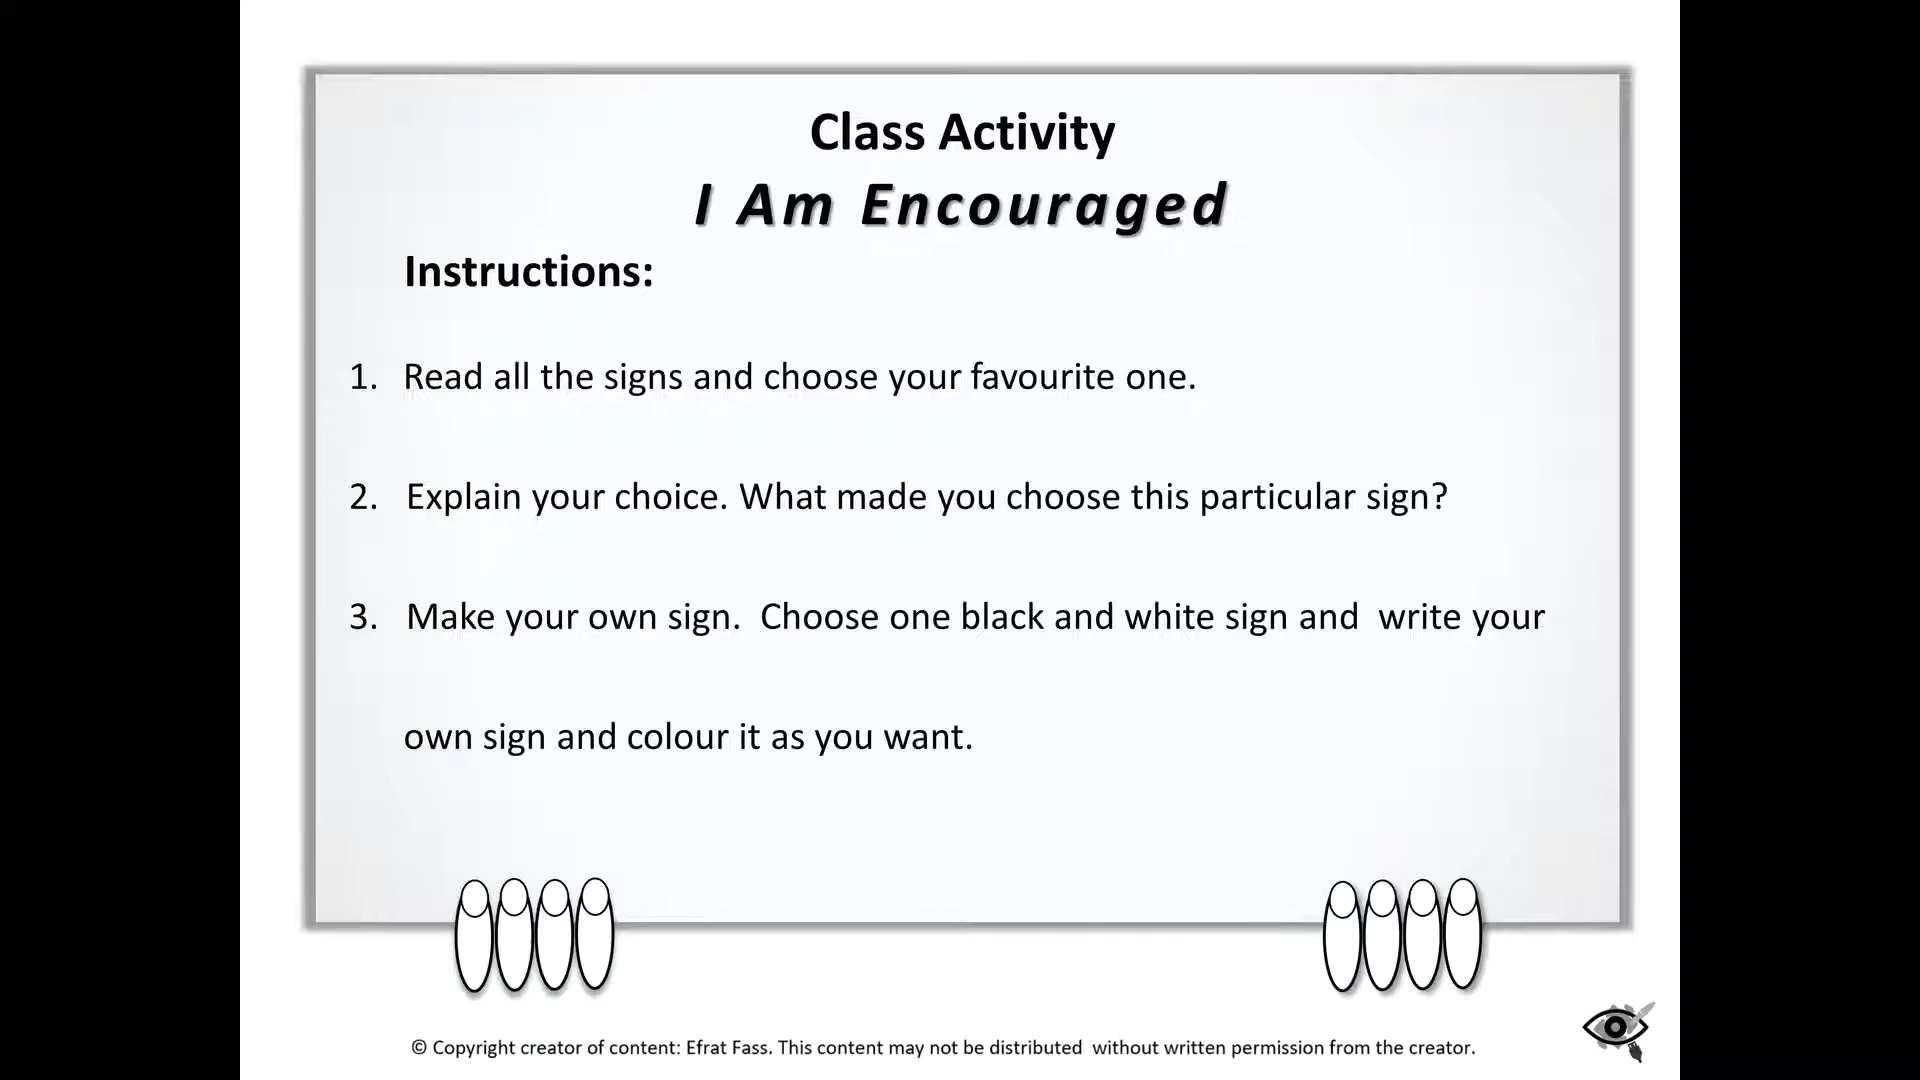 Class Activity
I Am Encouraged
Instructions:
1. Read all the signs and choose your favourite one.
2. Explain your choice. What made you choose this particular sign?
3. Make your own sign.  Choose one black and white sign and  write your
own sign and colour it as you want.
© Copyright creator of content: Efrat Fass. This content may not be distributed  without written permission from the creator.